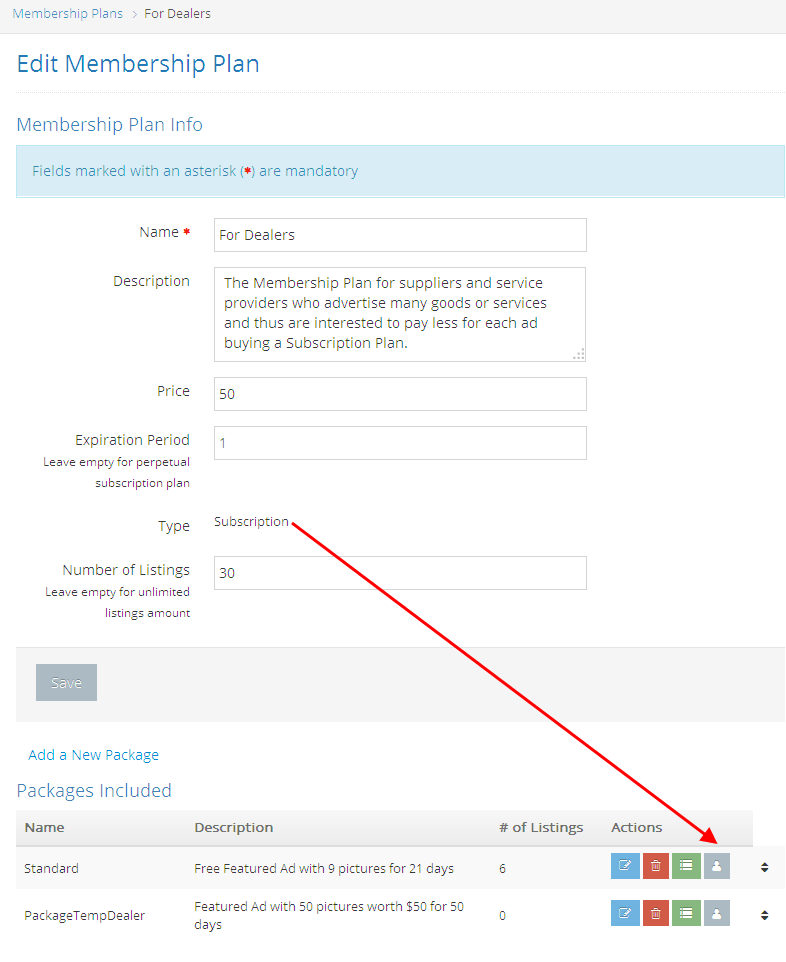 Membership Plans > For Dealers
Edit Membership Plan
Membership Plan Info
Fields marked with an asterisk (*) are mandatory
Name * For Dealers
Description
The Membership Plan for suppliers and service
providers who advertise many goods or services
and thus are interested to pay less for each ad
buying a Subscription Plan.
Price 50
Expiration Period 1
Leave empty for perpetual
subscription plan
Type Subscription
Number of Listings 30
Leave empty for unlimited
listings amount
Save
Add a New Package
Packages Included
Name Description # of Listings Actions
Standard Free Featured Ad with 9 pictures for 21 days 6
PackageTempDealer Featured Ad with 50 pictures worth $50 for 50 0
days